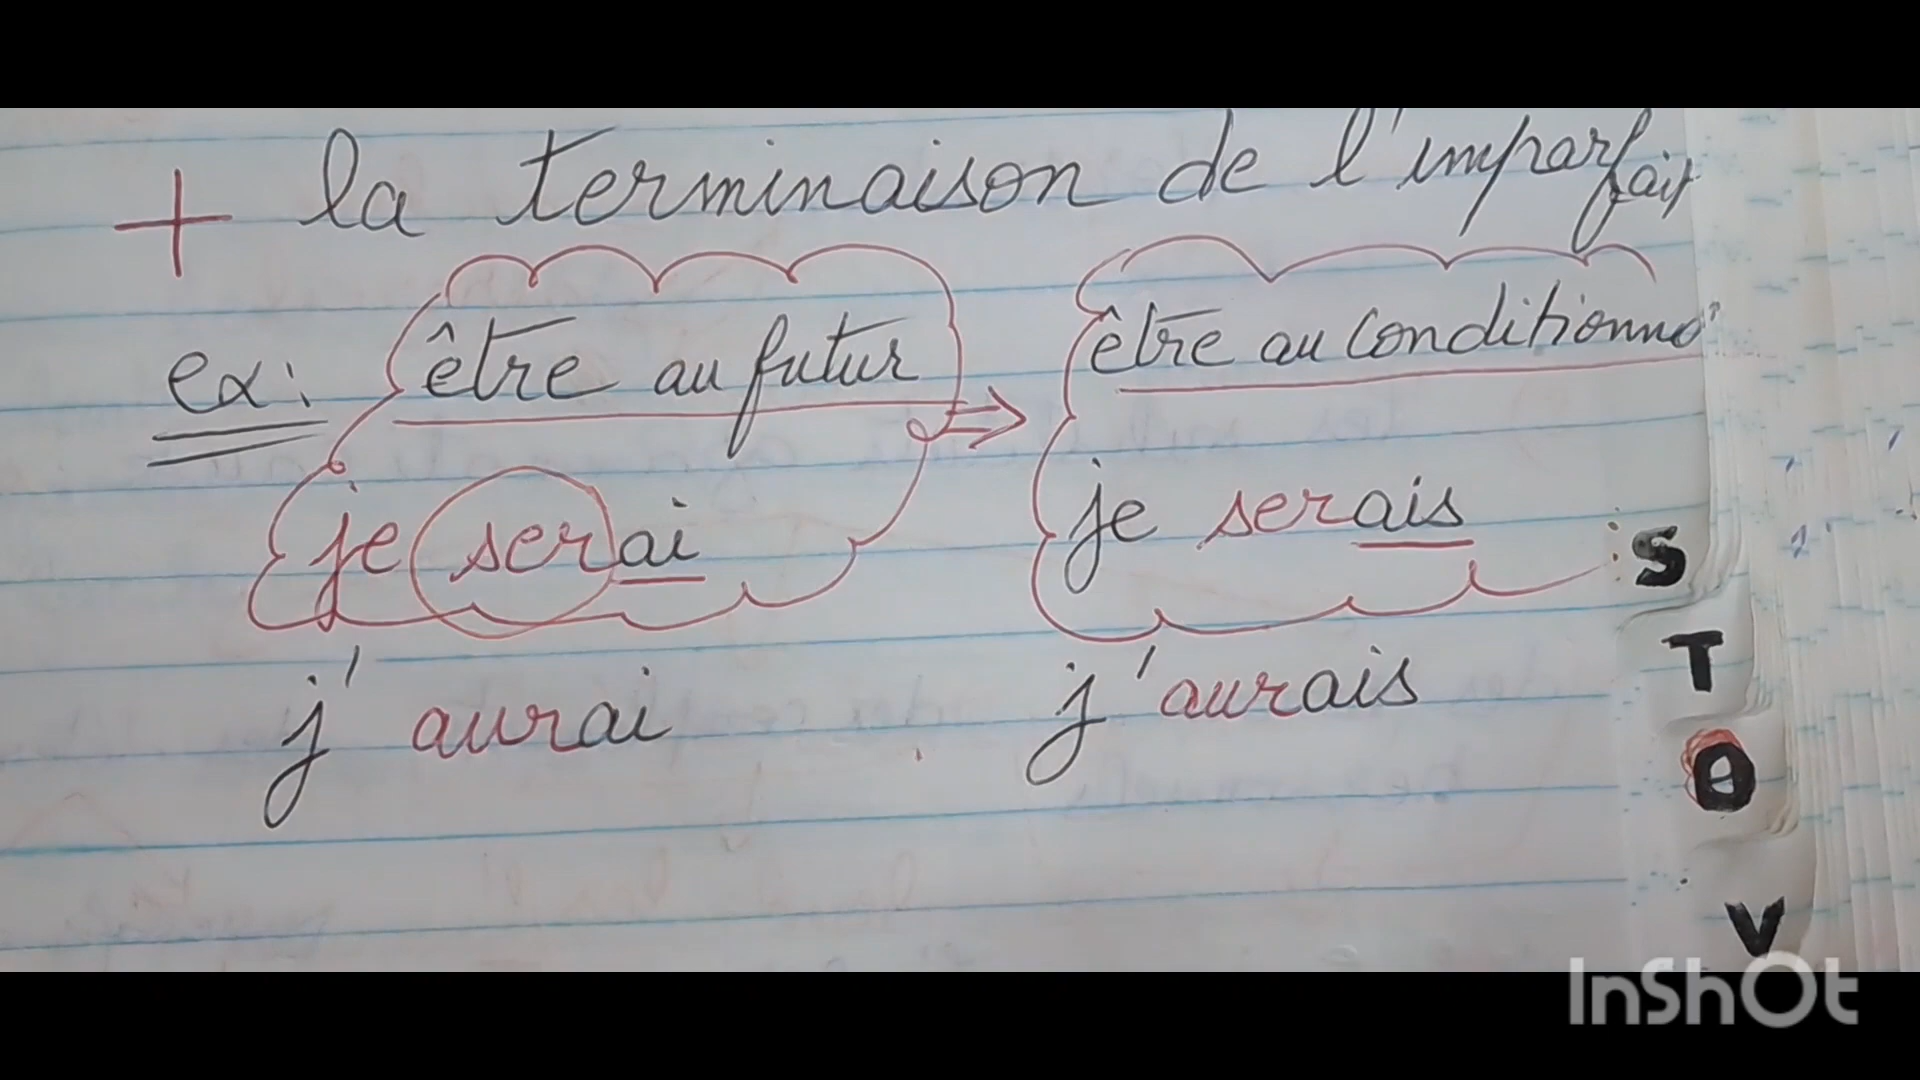 + la terminaison de l'imparfait
ex: être au futur ⇒ être au conditionnel
je serai je serais
j'aurai j'aurais
S
T
O
V
InShOt